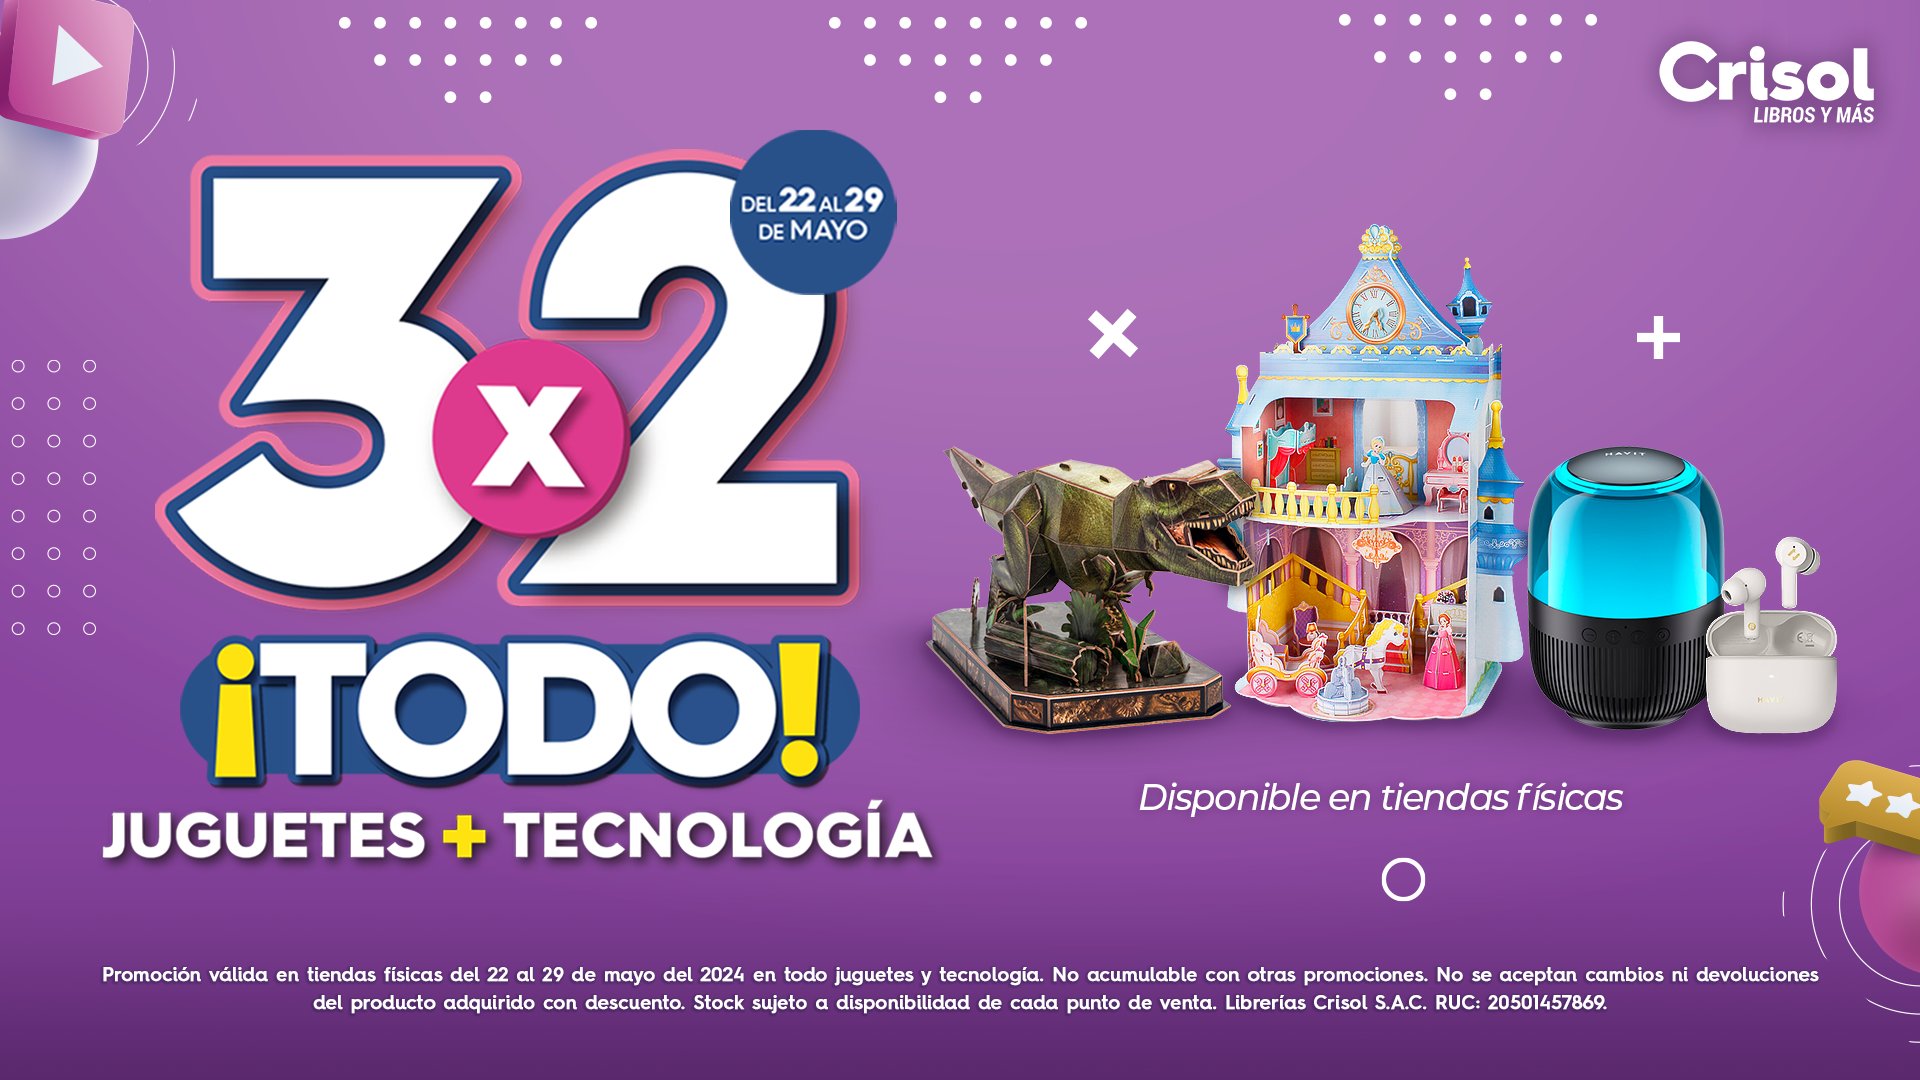 Crisol
LIBROS Y MÁS
3x2
DEL 22 AL 29
DE MAYO
¡TODO!
JUGUETES + TECNOLOGÍA
HAVIT
HAVIT
Disponible en tiendas físicas
Promoción válida en tiendas físicas del 22 al 29 de mayo del 2024 en todo juguetes y tecnología. No acumulable con otras promociones. No se aceptan cambios ni devoluciones
del producto adquirido con descuento. Stock sujeto a disponibilidad de cada punto de venta. Librerías Crisol S.A.C. RUC: 20501457869.